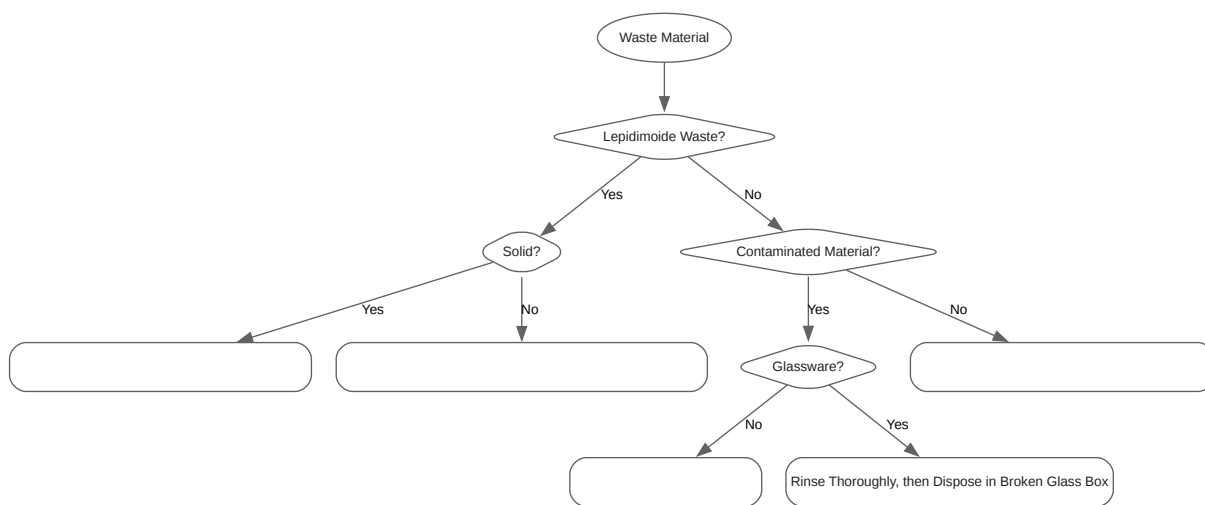 Waste Material
Lepidimoide Waste?
Yes
No
Solid?
Contaminated Material?
Yes
No
Yes
No
Glassware?
No
Yes
Rinse Thoroughly, then Dispose in Broken Glass Box